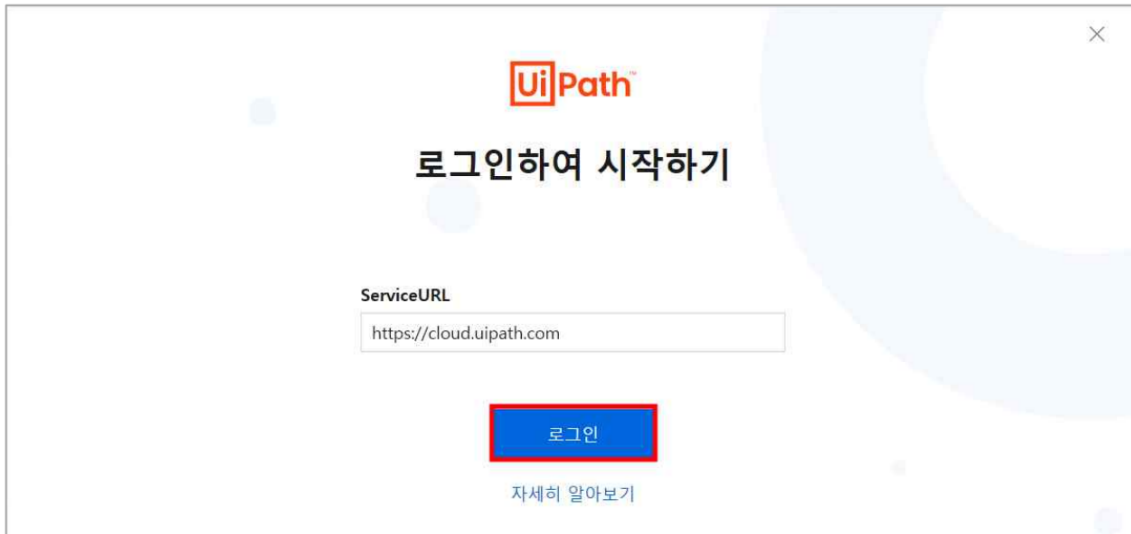 UiPath™
로그인하여 시작하기
ServiceURL
https://cloud.uipath.com
로그인
자세히 알아보기